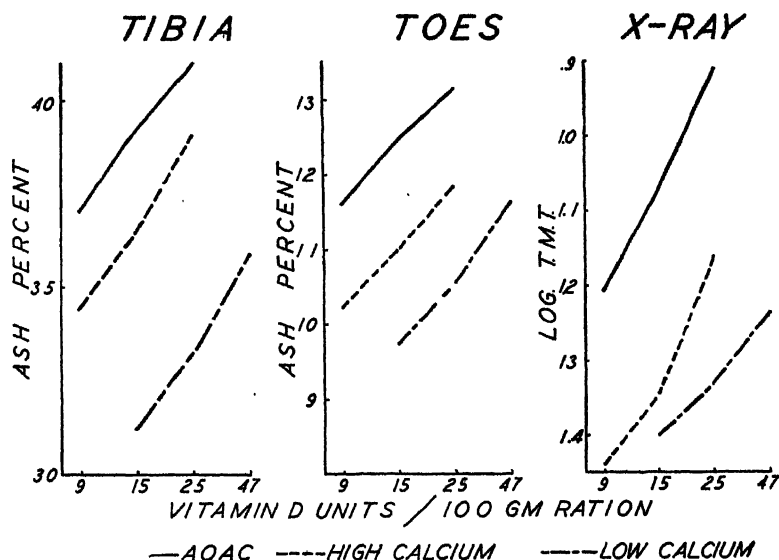 TIBIA
TOES
X-RAY
ASH PERCENT
40
35
30
9 15 25 47
ASH PERCENT
13
12
11
10
9
9 15 25 47
LOG. T.M.T.
.9
1.0
1.1
1.2
1.3
1.4
9 15 25 47
VITAMIN D UNITS / 100 GM RATION
AOAC HIGH CALCIUM LOW CALCIUM